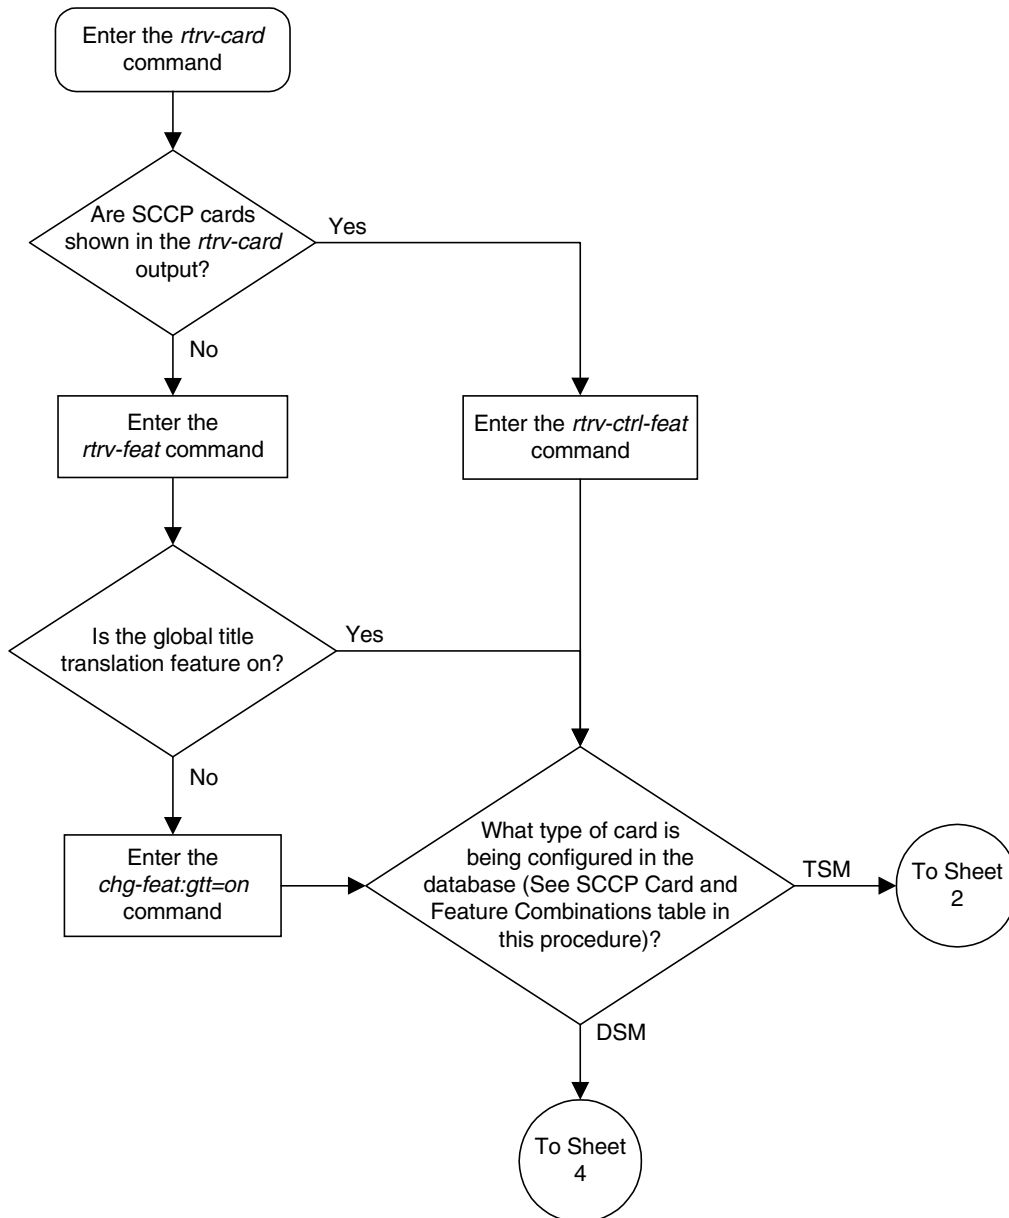 Enter the rtrv-card
command
Are SCCP cards
shown in the rtrv-card
output?
Yes
No
Enter the
rtrv-feat command
Enter the rtrv-ctrl-feat
command
Is the global title
translation feature on?
Yes
No
Enter the
chg-feat:gtt=on
command
What type of card is
being configured in the
database (See SCCP Card and
Feature Combinations table in
this procedure)?
TSM
To Sheet
2
DSM
To Sheet
4